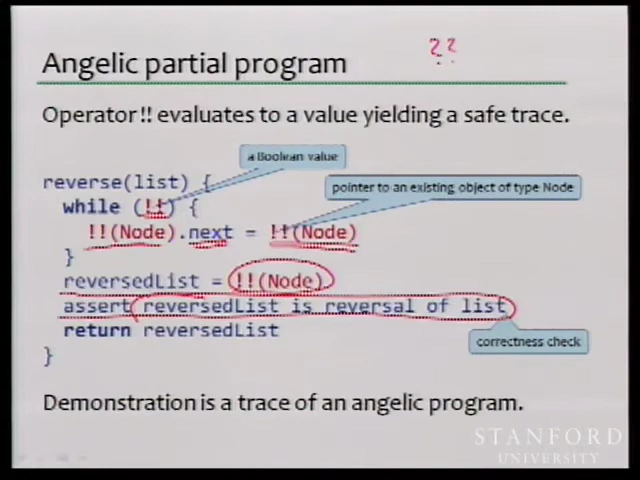 ??
Angelic partial program
Operator !! evaluates to a value yielding a safe trace.
a Boolean value
reverse(list) {
pointer to an existing object of type Node
while (!!) {
!!(Node).next = !!(Node)
}
reversedList = !!(Node)
assert reversedList is reversal of list
return reversedList
correctness check
}
Demonstration is a trace of an angelic program.
STANFORD
UNIVERSITY